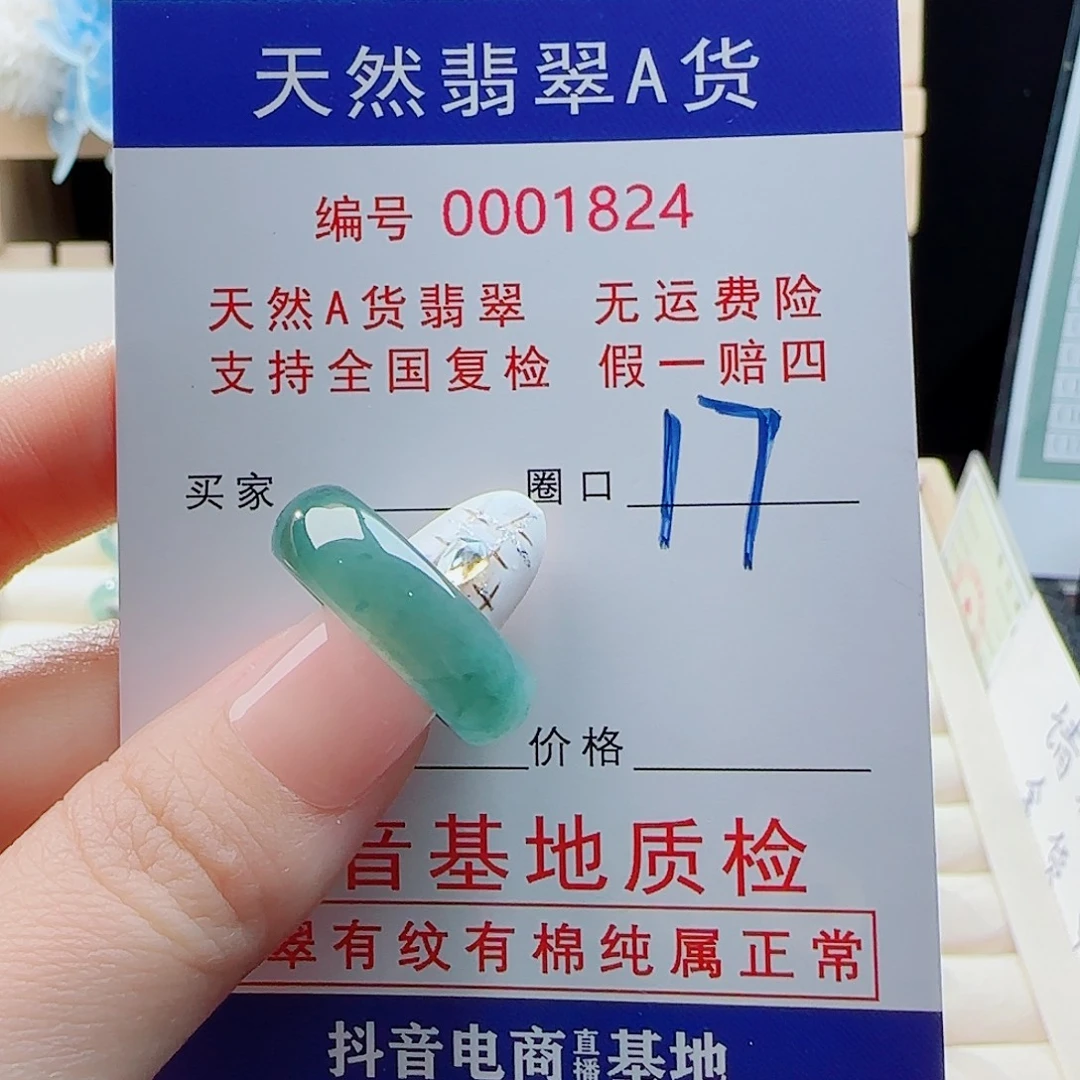 天然翡翠A货
编号 0001824
天然A货翡翠 无运费险
支持全国复检 假一赔四
买家 圈口 17
价格
音基地质检
翠有纹有棉纯属正常
抖音电商直播基地